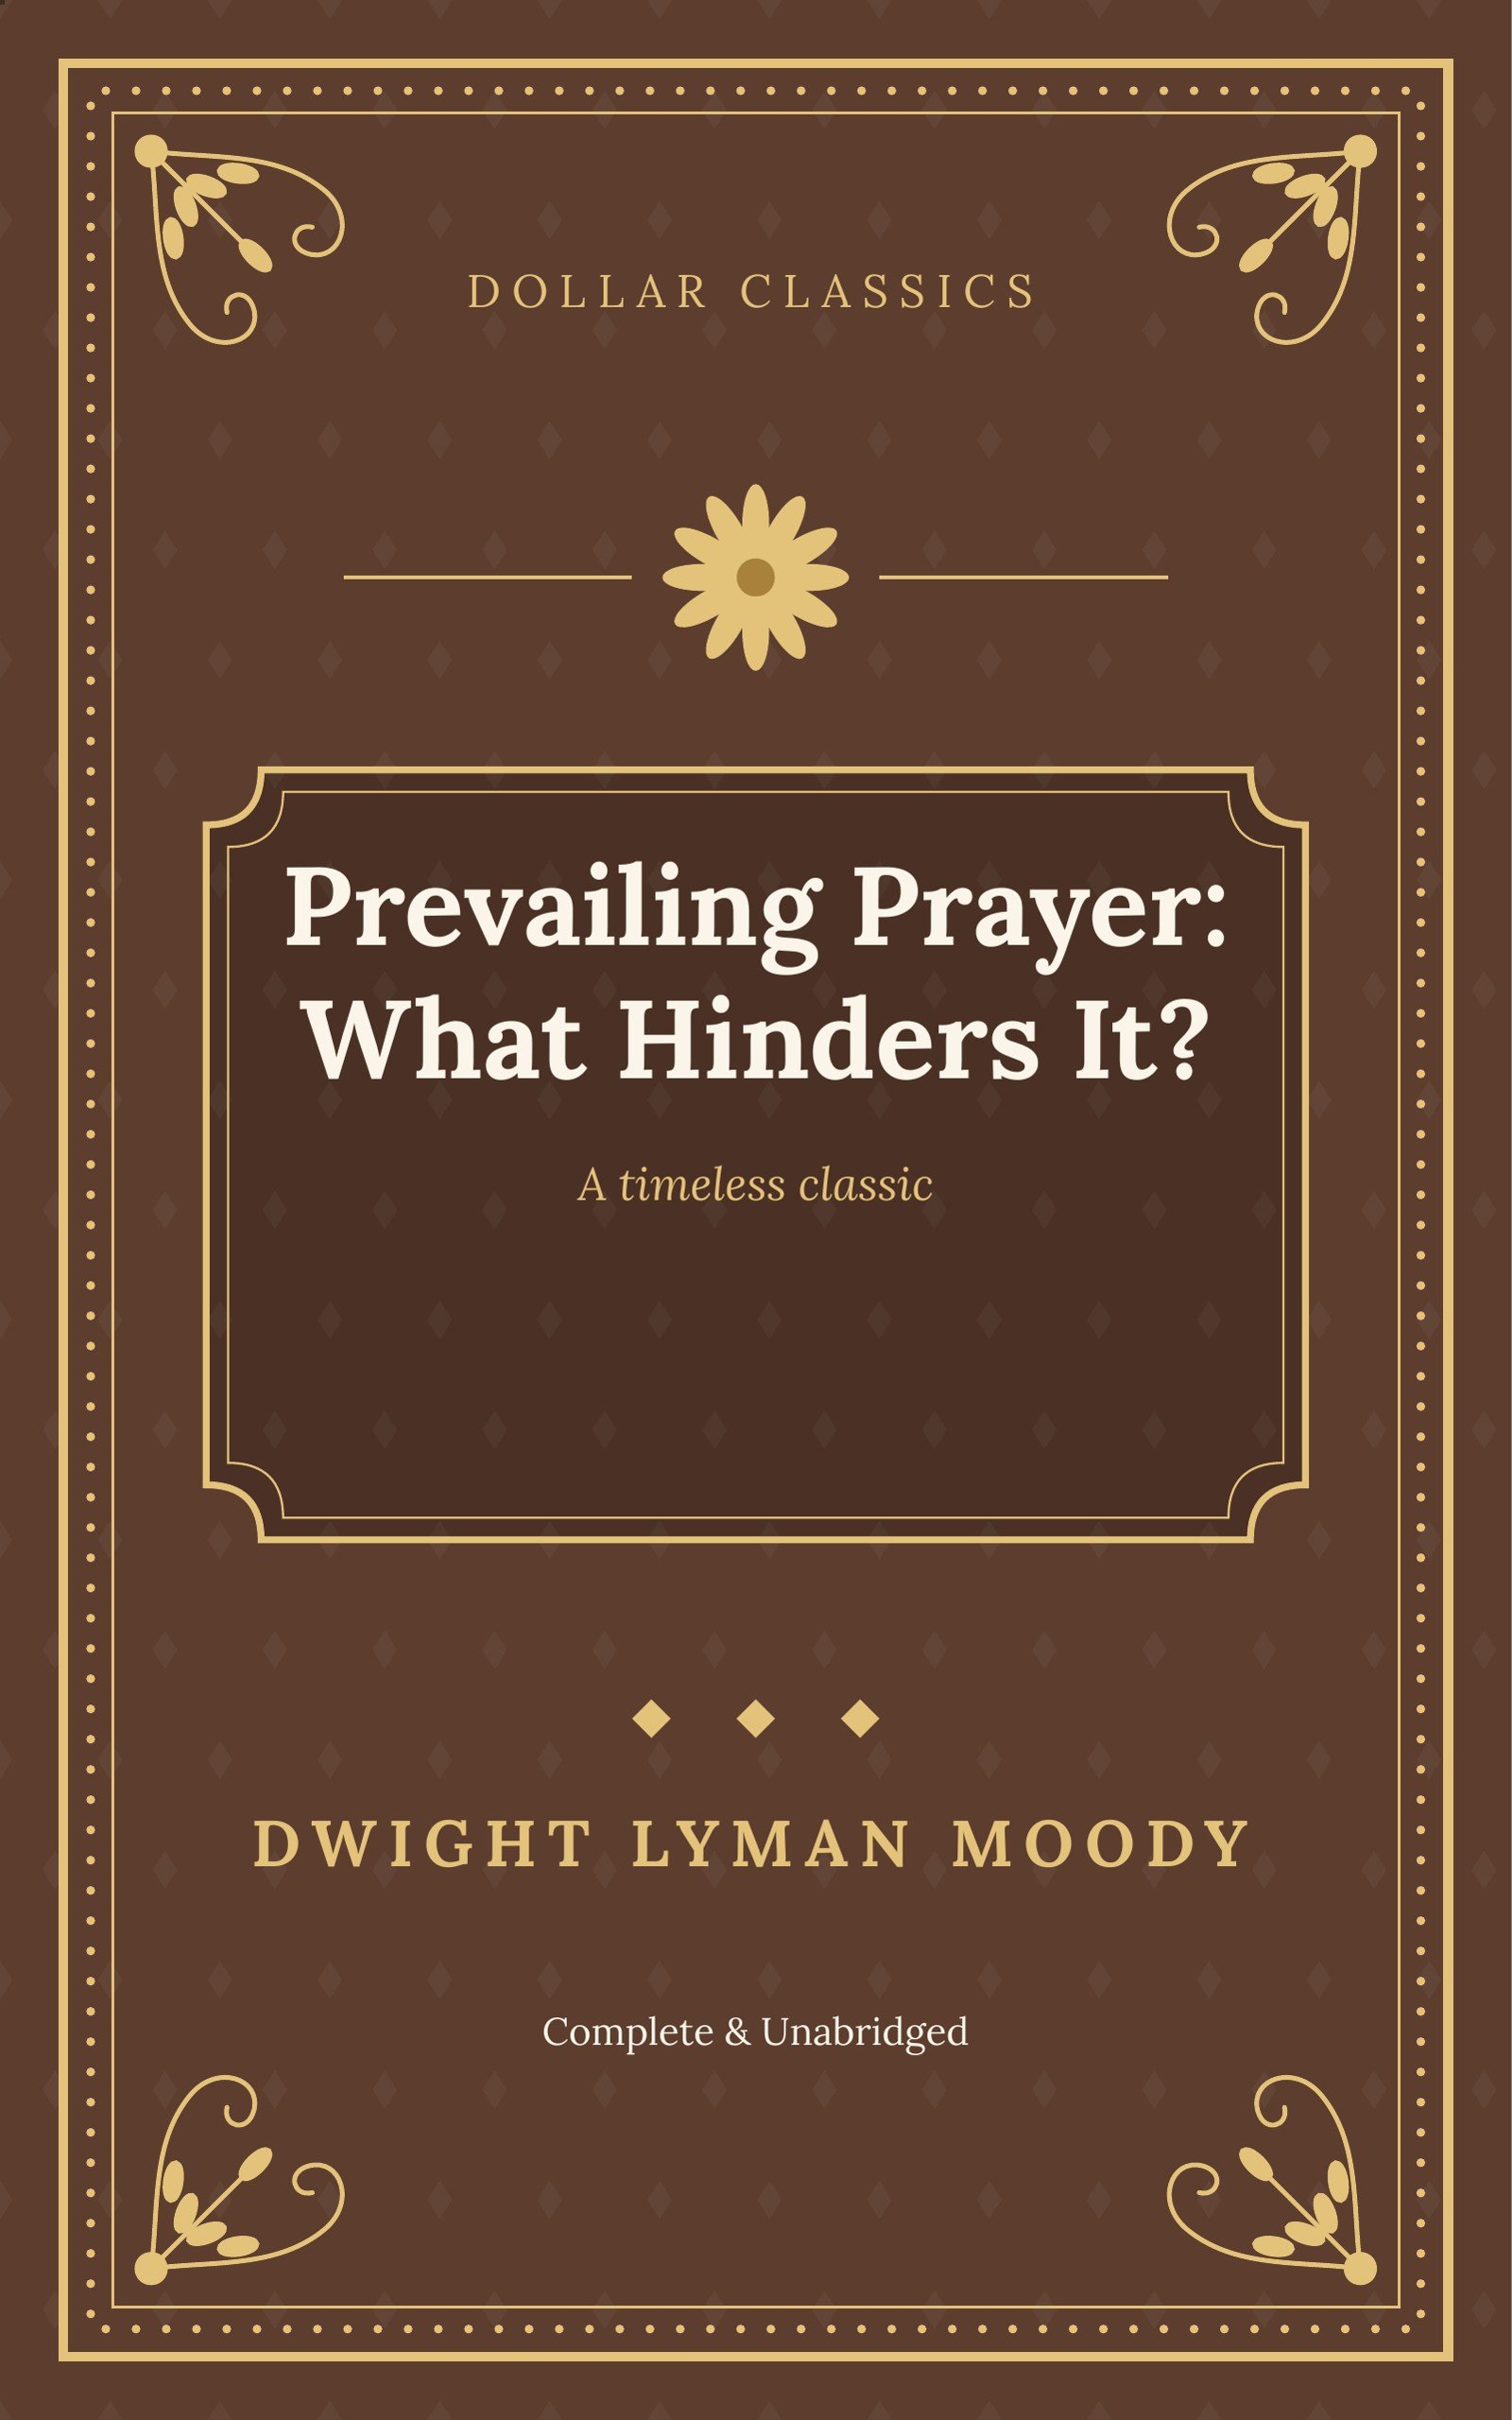 DOLLAR CLASSICS
Prevailing Prayer:
What Hinders It?
A timeless classic
DWIGHT LYMAN MOODY
Complete & Unabridged